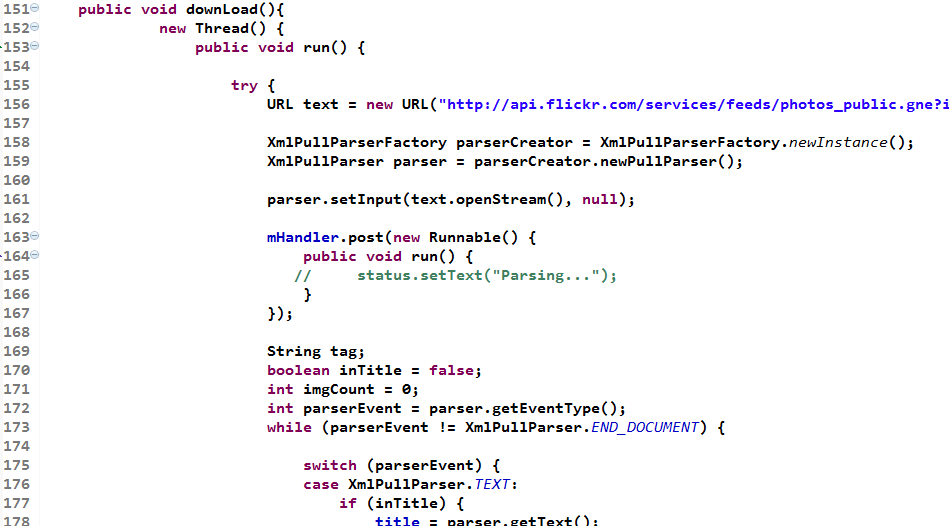 151 public void downLoad(){
152 new Thread() {
153 public void run() {
154
155 try {
156 URL text = new URL("http://api.flickr.com/services/feeds/photos_public.gne?i
157
158 XmlPullParserFactory parserCreator = XmlPullParserFactory.newInstance();
159 XmlPullParser parser = parserCreator.newPullParser();
160
161 parser.setInput(text.openStream(), null);
162
163 mHandler.post(new Runnable() {
164 public void run() {
165 // status.setText("Parsing...");
166 }
167 });
168
169 String tag;
170 boolean inTitle = false;
171 int imgCount = 0;
172 int parserEvent = parser.getEventType();
173 while (parserEvent != XmlPullParser.END_DOCUMENT) {
174
175 switch (parserEvent) {
176 case XmlPullParser.TEXT:
177 if (inTitle) {
178 title = parser.getText();